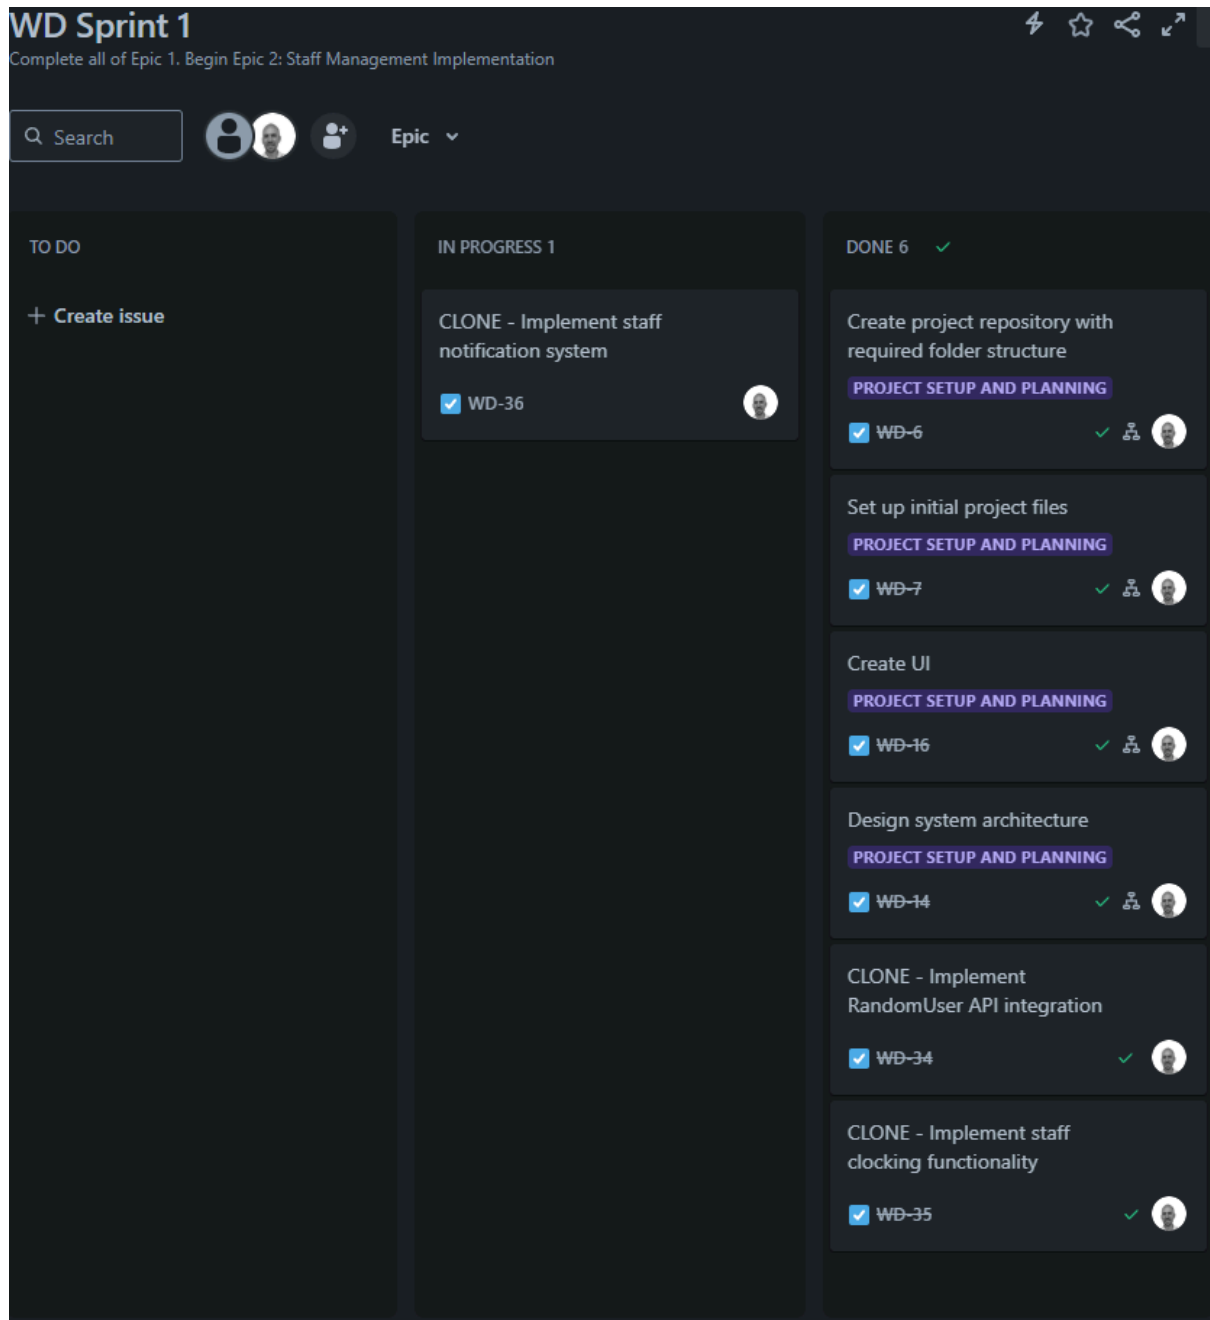 WD Sprint 1
Complete all of Epic 1. Begin Epic 2: Staff Management Implementation
Search
Epic
TO DO
Create issue
IN PROGRESS 1
CLONE - Implement staff
notification system
WD-36
DONE 6
Create project repository with
required folder structure
PROJECT SETUP AND PLANNING
WD-6
Set up initial project files
PROJECT SETUP AND PLANNING
WD-7
Create UI
PROJECT SETUP AND PLANNING
WD-16
Design system architecture
PROJECT SETUP AND PLANNING
WD-14
CLONE - Implement
RandomUser API integration
WD-34
CLONE - Implement staff
clocking functionality
WD-35